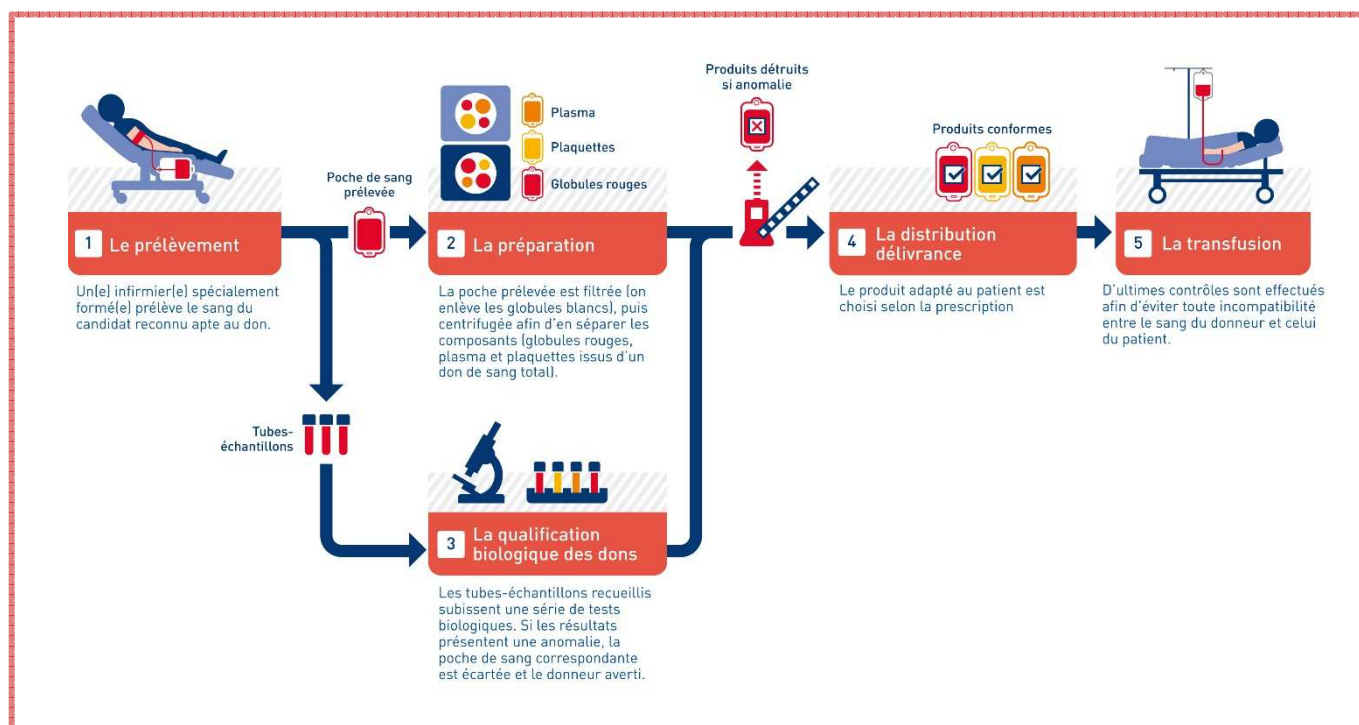 1 Le prélèvement
Un(e) infirmier(e) spécialement
formé(e) prélève le sang du
candidat reconnu apte au don.
Poche de sang
prélevée
Plasma
Plaquettes
Globules rouges
2 La préparation
La poche prélevée est filtrée (on
enlève les globules blancs), puis
centrifugée afin d'en séparer les
composants (globules rouges,
plasma et plaquettes issus d'un
don de sang total).
Tubes-
échantillons
3 La qualification
biologique des dons
Les tubes-échantillons recueillis
subissent une série de tests
biologiques. Si les résultats
présentent une anomalie, la
poche de sang correspondante
est écartée et le donneur averti.
Produits détruits
si anomalie
Produits conformes
4 La distribution
délivrance
Le produit adapté au patient est
choisi selon la prescription
5 La transfusion
D'ultimes contrôles sont effectués
afin d'éviter toute incompatibilité
entre le sang du donneur et celui
du patient.